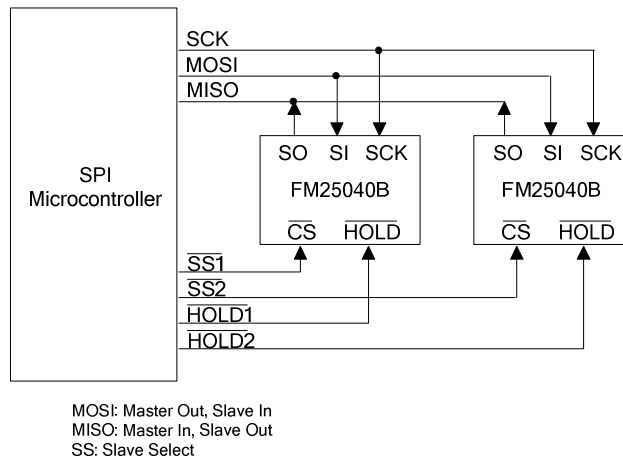 SCK
MOSI
MISO
SPI
Microcontroller
SO SI SCK
FM25040B
CS HOLD
SO SI SCK
FM25040B
CS HOLD
SS1
SS2
HOLD1
HOLD2
MOSI: Master Out, Slave In
MISO: Master In, Slave Out
SS: Slave Select